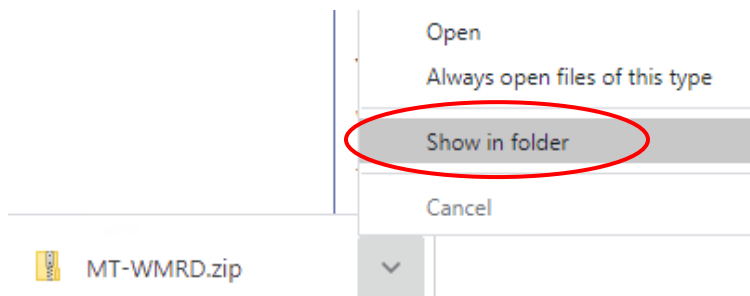 Open
Always open files of this type
Show in folder
Cancel
MT-WMRD.zip